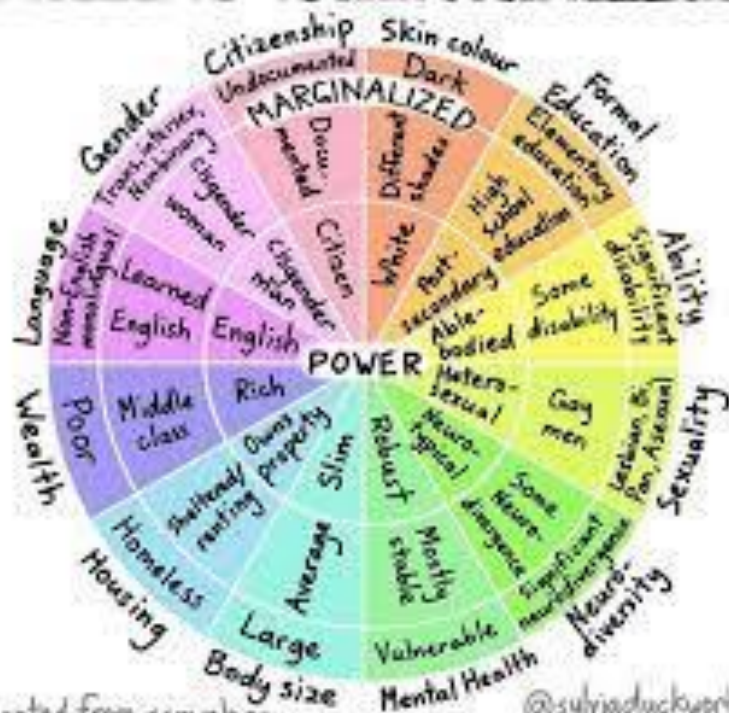 Citizenship
Undocumented
Docu-
mented
Citizen
Skin colour
Dark
Different
shades
White
Formal
Education
Elementary
education
High
school
education
Post-
secondary
Ability
Significant
disability
Some
disability
Able-
bodied
Sexuality
Lesbian, Bi,
Pan, Asexual
Gay
men
Hetero-
sexual
Neuro-
diversity
Significant
neurodivergence
Some
Neuro-
divergence
Neuro-
typical
Mental Health
Vulnerable
Mostly
stable
Robust
Body size
Large
Average
Slim
Housing
Homeless
Sheltered/
renting
Owns
property
Wealth
Poor
Middle
class
Rich
Language
Non-English
monolingual
Learned
English
English
Gender
Trans, intersex,
Nonbinary
Cisgender
woman
Cisgender
man
MARGINALIZED
POWER
from
@sylviaduckwort